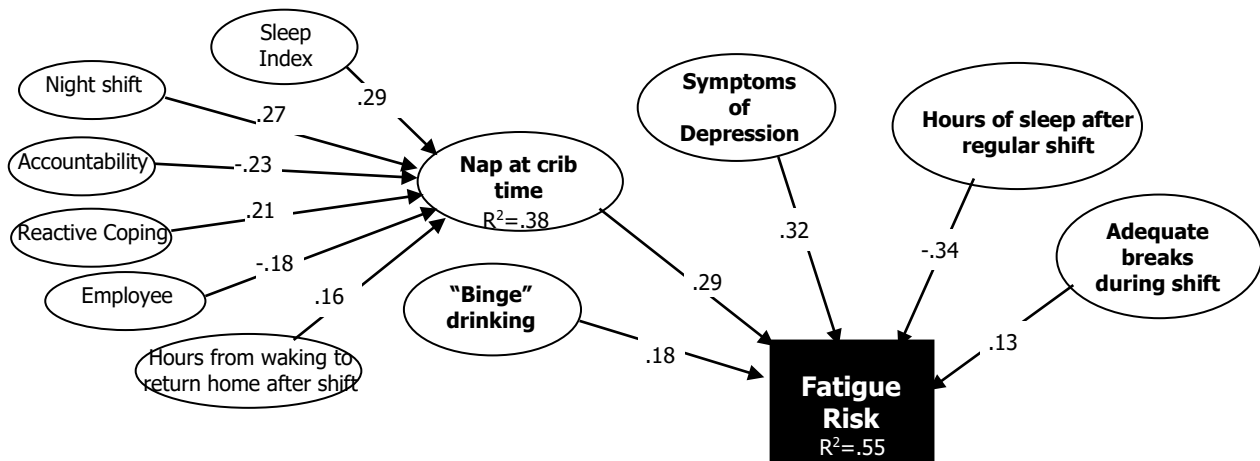 Sleep
Index
Night shift
.29
.27
Accountability
-.23
Reactive Coping
.21
Employee
-.18
Hours from waking to
return home after shift
.16
Nap at crib
time
R²=.38
"Binge"
drinking
.18
.29
Symptoms
of
Depression
.32
Hours of sleep after
regular shift
-.34
Adequate
breaks
during shift
.13
Fatigue
Risk
R²=.55